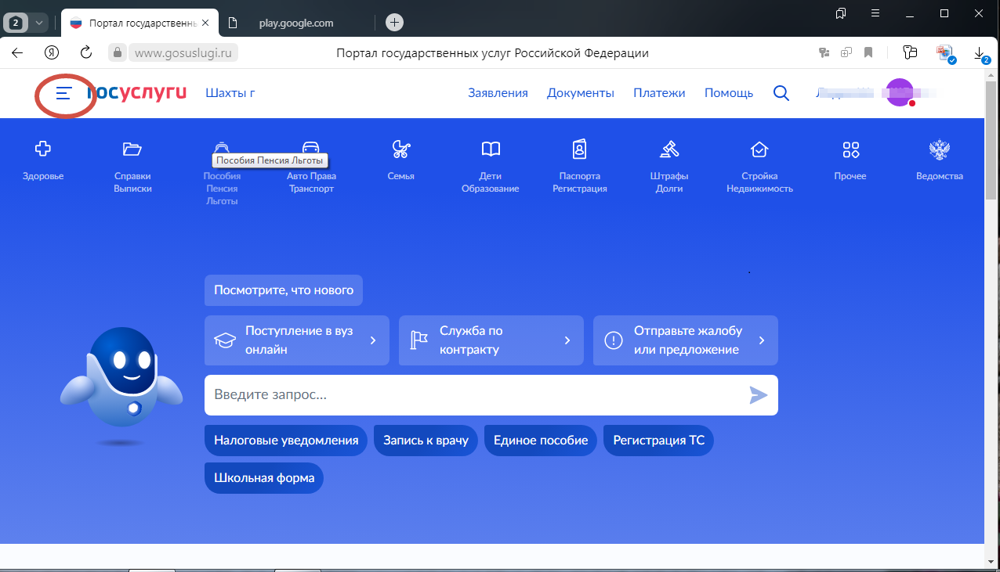 2
Портал государственнь
play.google.com
Я
www.gosuslugi.ru
Портал государственных услуг Российской Федерации
2
госуслуги
Шахты г
Заявления
Документы
Платежи
Помощь
Здоровье
Справки
Выписки
Пособия Пенсия Льготы
Пособия
Пенсия
Льготы
Авто Права
Транспорт
Семья
Дети
Образование
Паспорта
Регистрация
Штрафы
Долги
Стройка
Недвижимость
Прочее
Ведомства
Посмотрите, что нового
Поступление в вуз
онлайн
Служба по
контракту
Отправьте жалобу
или предложение
Введите запрос...
Налоговые уведомления
Запись к врачу
Единое пособие
Регистрация ТС
Школьная форма